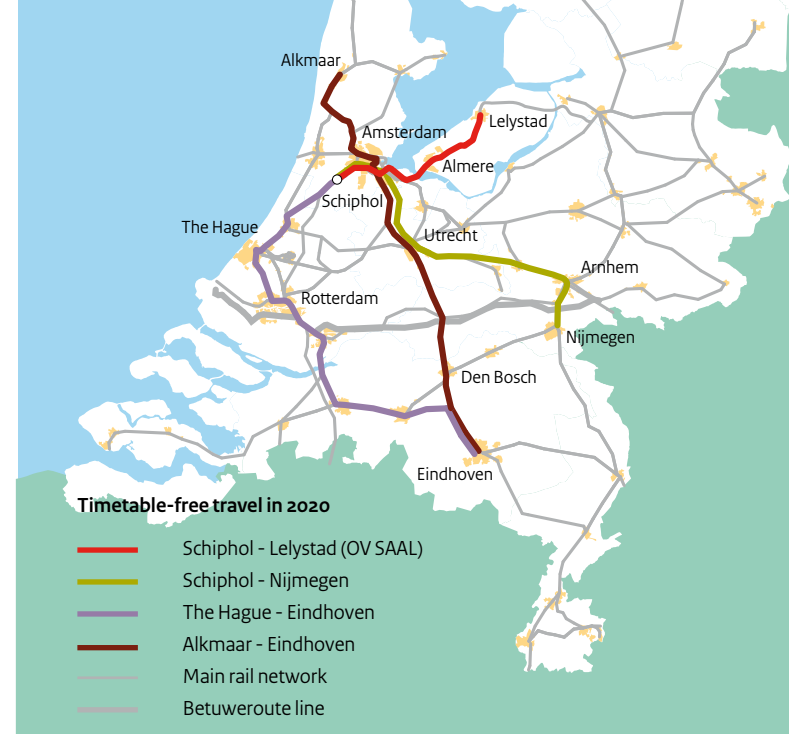 Alkmaar
Amsterdam
Lelystad
Almere
Schiphol
The Hague
Utrecht
Arnhem
Rotterdam
Nijmegen
Den Bosch
Eindhoven
Timetable-free travel in 2020
Schiphol - Lelystad (OV SAAL)
Schiphol - Nijmegen
The Hague - Eindhoven
Alkmaar - Eindhoven
Main rail network
Betuweroute line